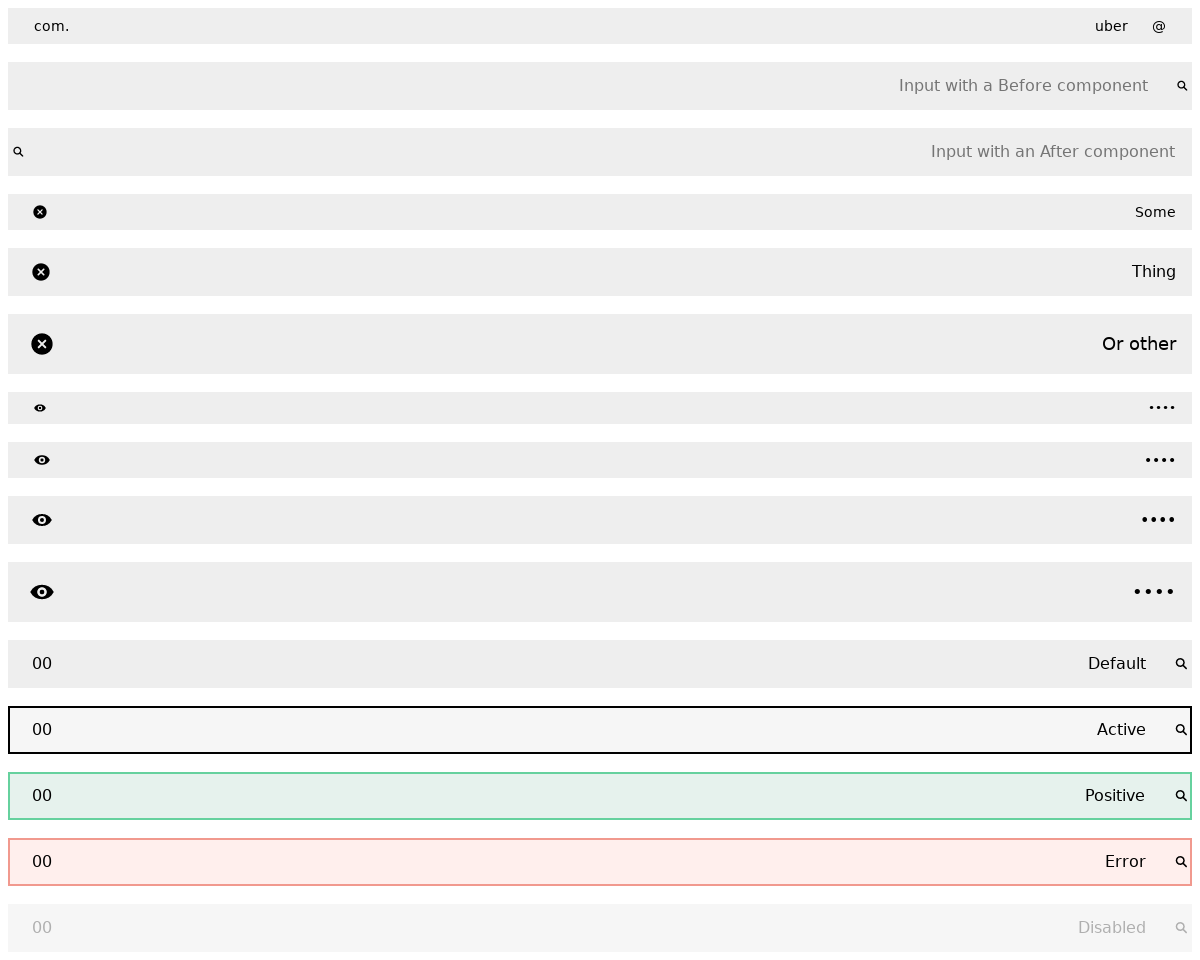 com. uber @
Input with a Before component
Input with an After component
Some
Thing
Or other
••••
••••
••••
••••
00 Default
00 Active
00 Positive
00 Error
00 Disabled